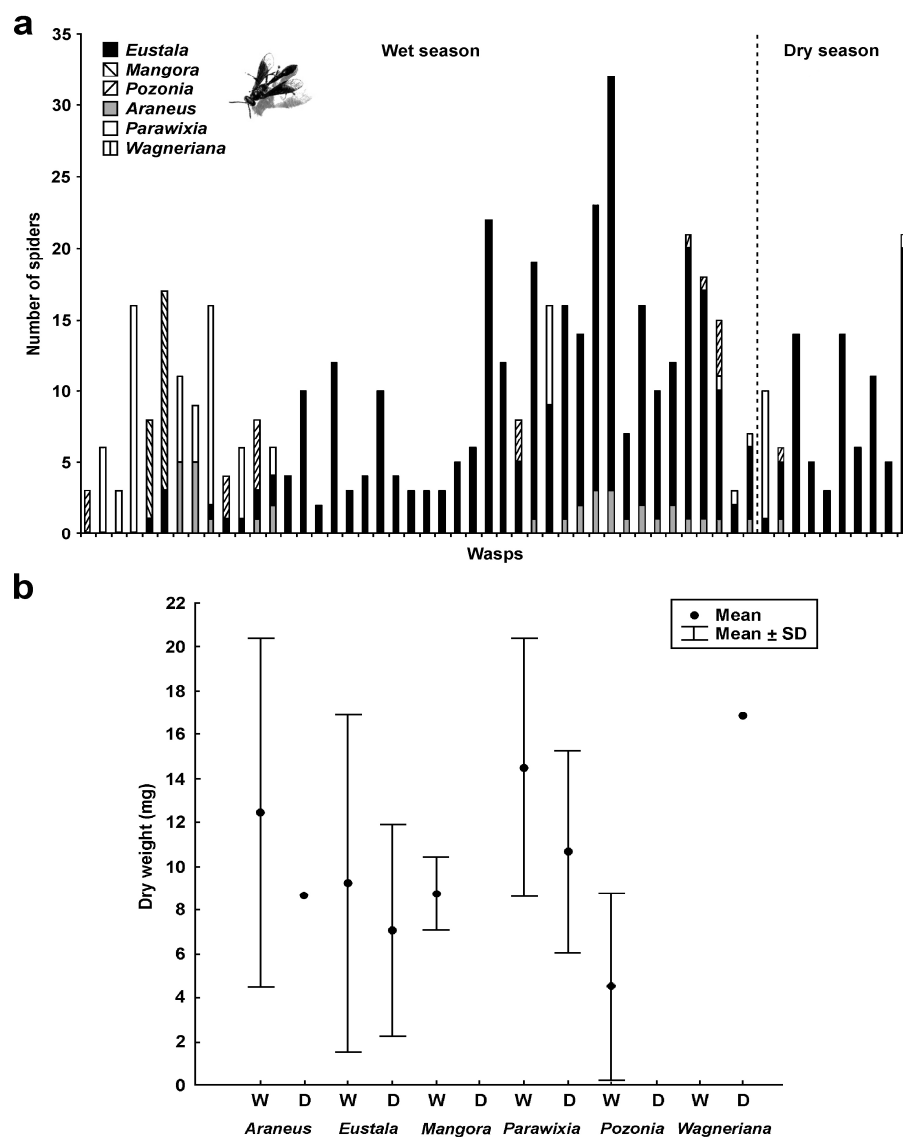 a
35
30
25
20
15
10
5
0
Number of spiders
Eustala
Mangora
Pozonia
Araneus
Parawixia
Wagneriana
Wet season
Dry season
Wasps
b
22
20
18
16
14
12
10
8
6
4
2
0
Dry weight (mg)
Mean
Mean ± SD
W D W D W D W D W D W D
Araneus Eustala Mangora Parawixia Pozonia Wagneriana